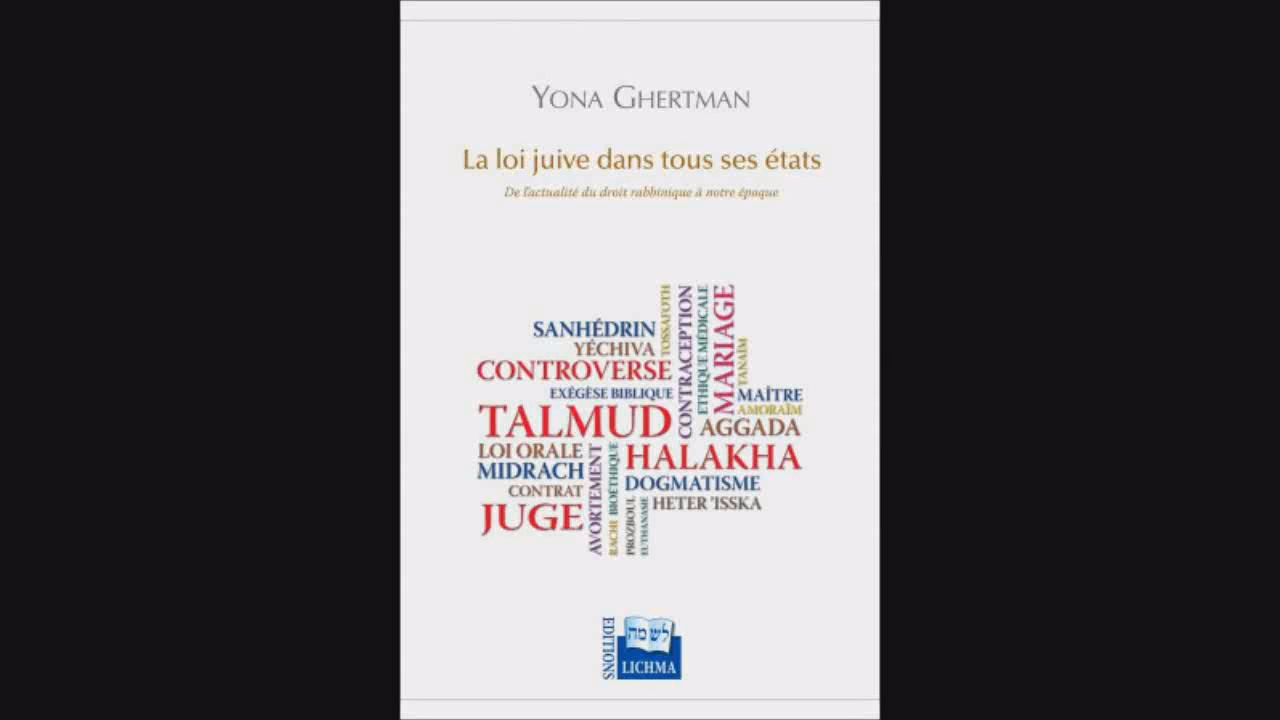 YONA GHERTMAN
La loi juive dans tous ses états
De l'actualité du droit rabbinique à notre époque
SANHÉDRIN
YÉCHIVA
CONTROVERSE
EXÉGÈSE BIBLIQUE
TALMUD
LOI ORALE
MIDRACH
CONTRAT
JUGE
TOSSAFOTH
CONTRACEPTION
ETHIQUE MÉDICALE
MARIAGE
TANAÏM
MAÎTRE
AMORAÏM
AGGADA
HALAKHA
DOGMATISME
HETER 'ISSKA
AVORTEMENT
BIOÉTHIQUE
RACHI
PROZBOUL
EUTHANASIE
EDITIONS
לשמה
LICHMA